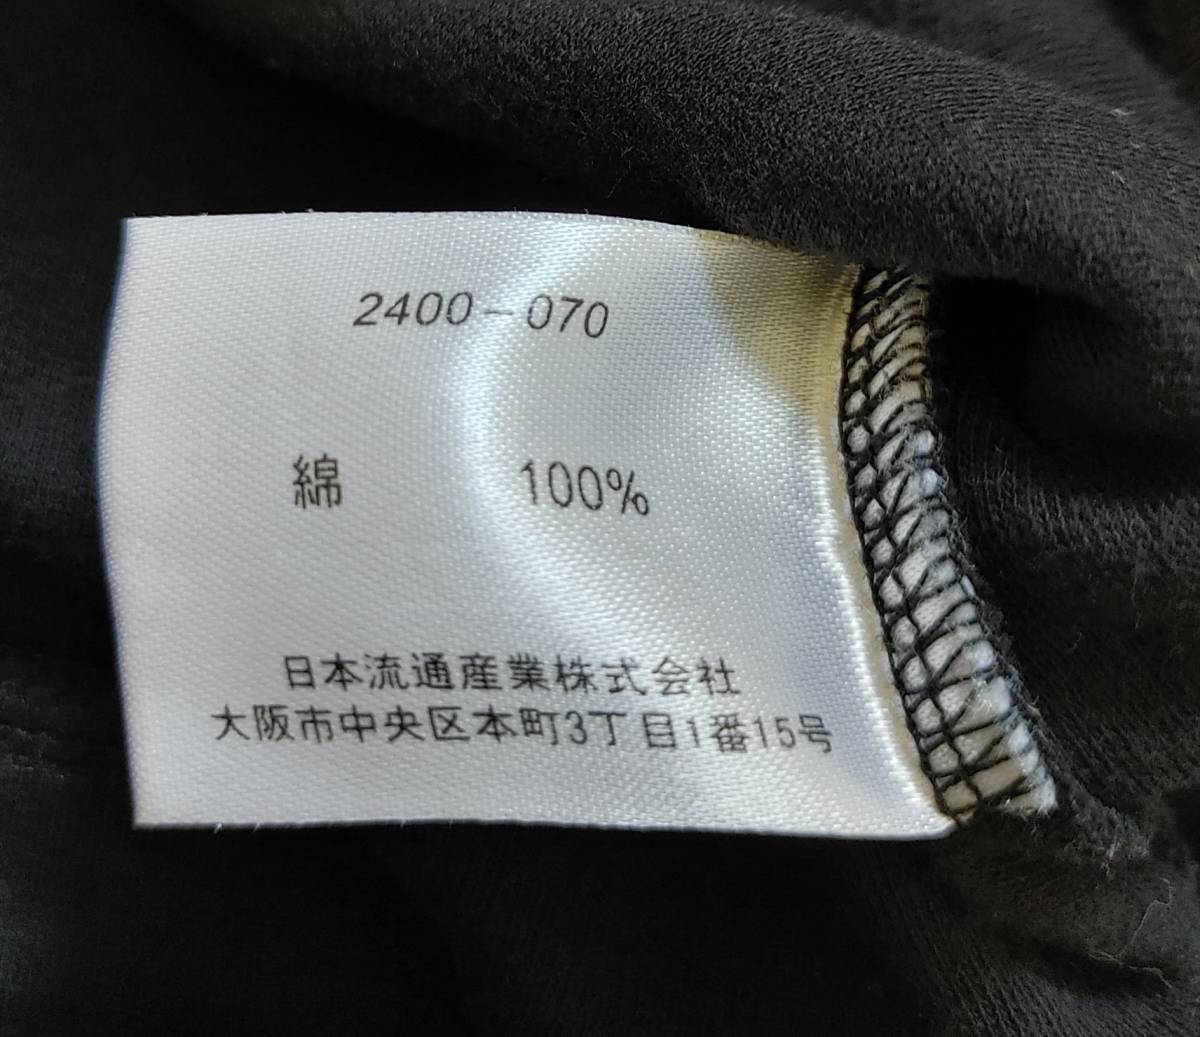 2400-070
綿 100%
日本流通産業株式会社
大阪市中央区本町3丁目1番15号